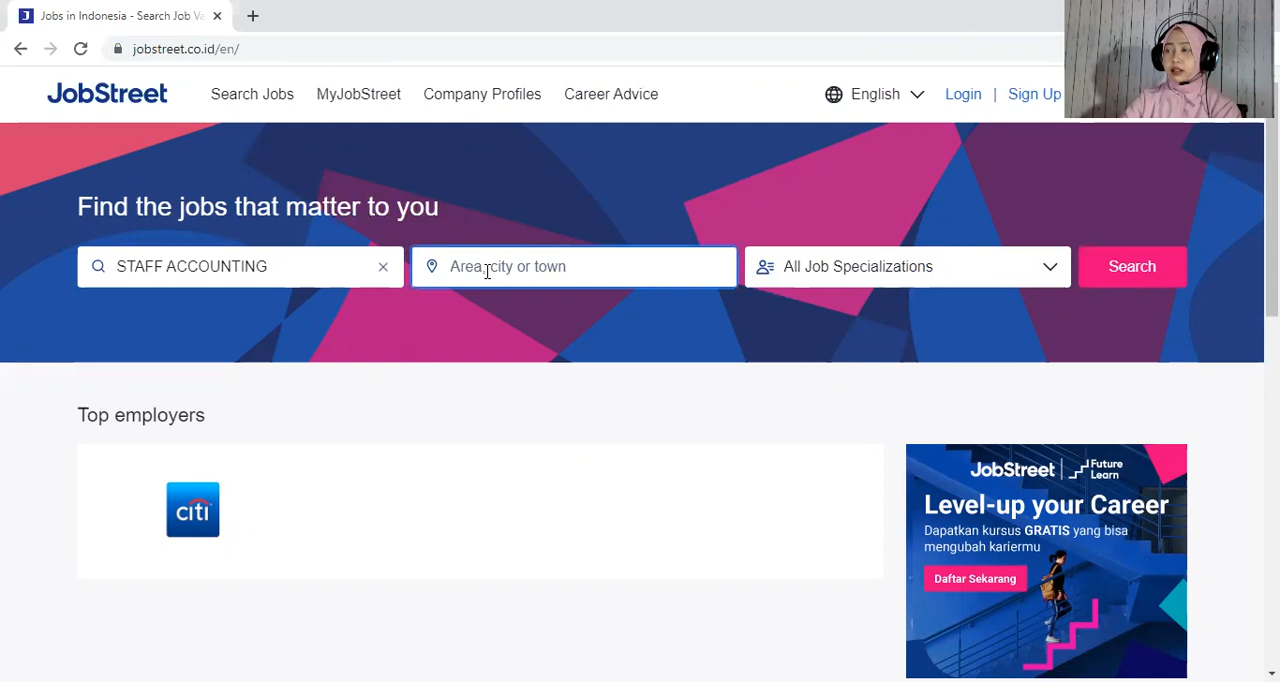 Jobs in Indonesia - Search Job Va
jobstreet.co.id/en/
JobStreet
Search Jobs
MyJobStreet
Company Profiles
Career Advice
English
Login | Sign Up
Find the jobs that matter to you
STAFF ACCOUNTING
Area, city or town
All Job Specializations
Search
Top employers
citi
JobStreet | Future Learn
Level-up your Career
Dapatkan kursus GRATIS yang bisa
mengubah kariermu
Daftar Sekarang